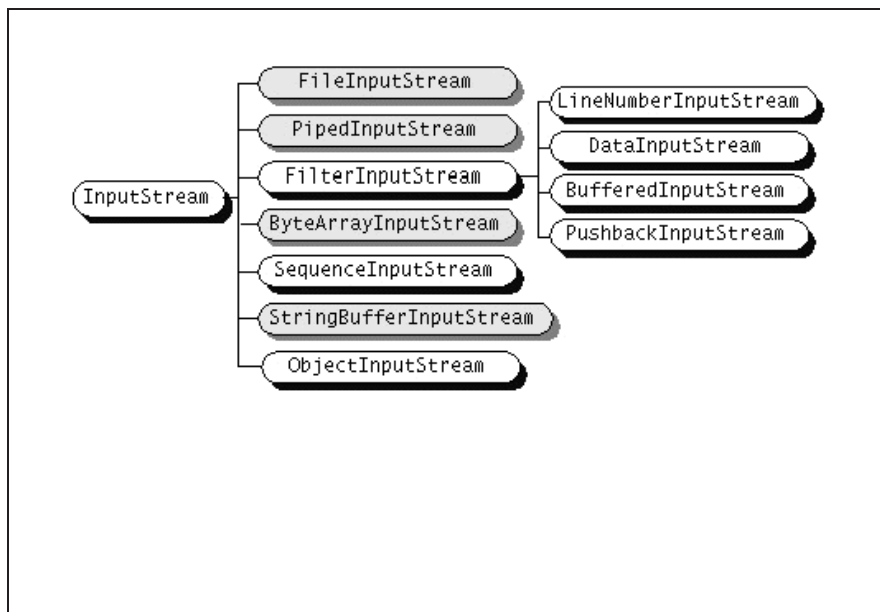 InputStream
FileInputStream
PipedInputStream
FilterInputStream
ByteArrayInputStream
SequenceInputStream
StringBufferInputStream
ObjectInputStream
LineNumberInputStream
DataInputStream
BufferedInputStream
PushbackInputStream